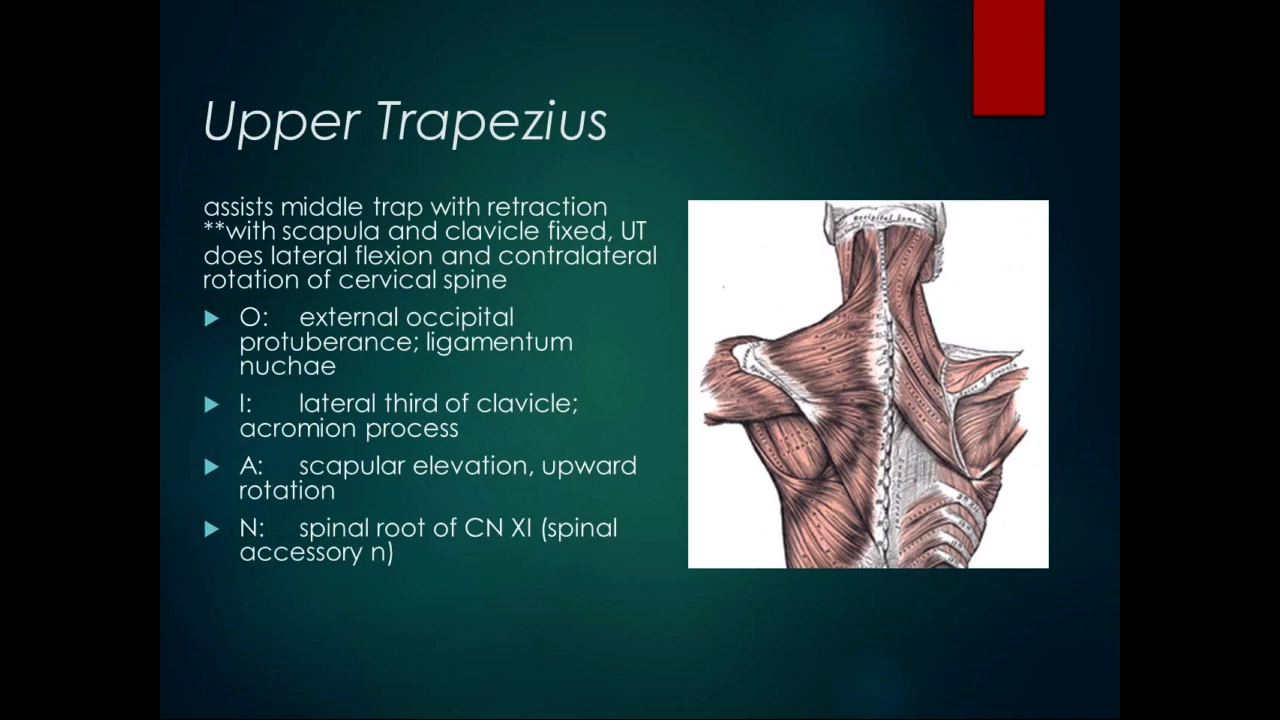 Upper Trapezius
assists middle trap with retraction
**with scapula and clavicle fixed, UT
does lateral flexion and contralateral
rotation of cervical spine
O: external occipital
protuberance; ligamentum
nuchae
I: lateral third of clavicle;
acromion process
A: scapular elevation, upward
rotation
N: spinal root of CN XI (spinal
accessory n)
Occipital bone